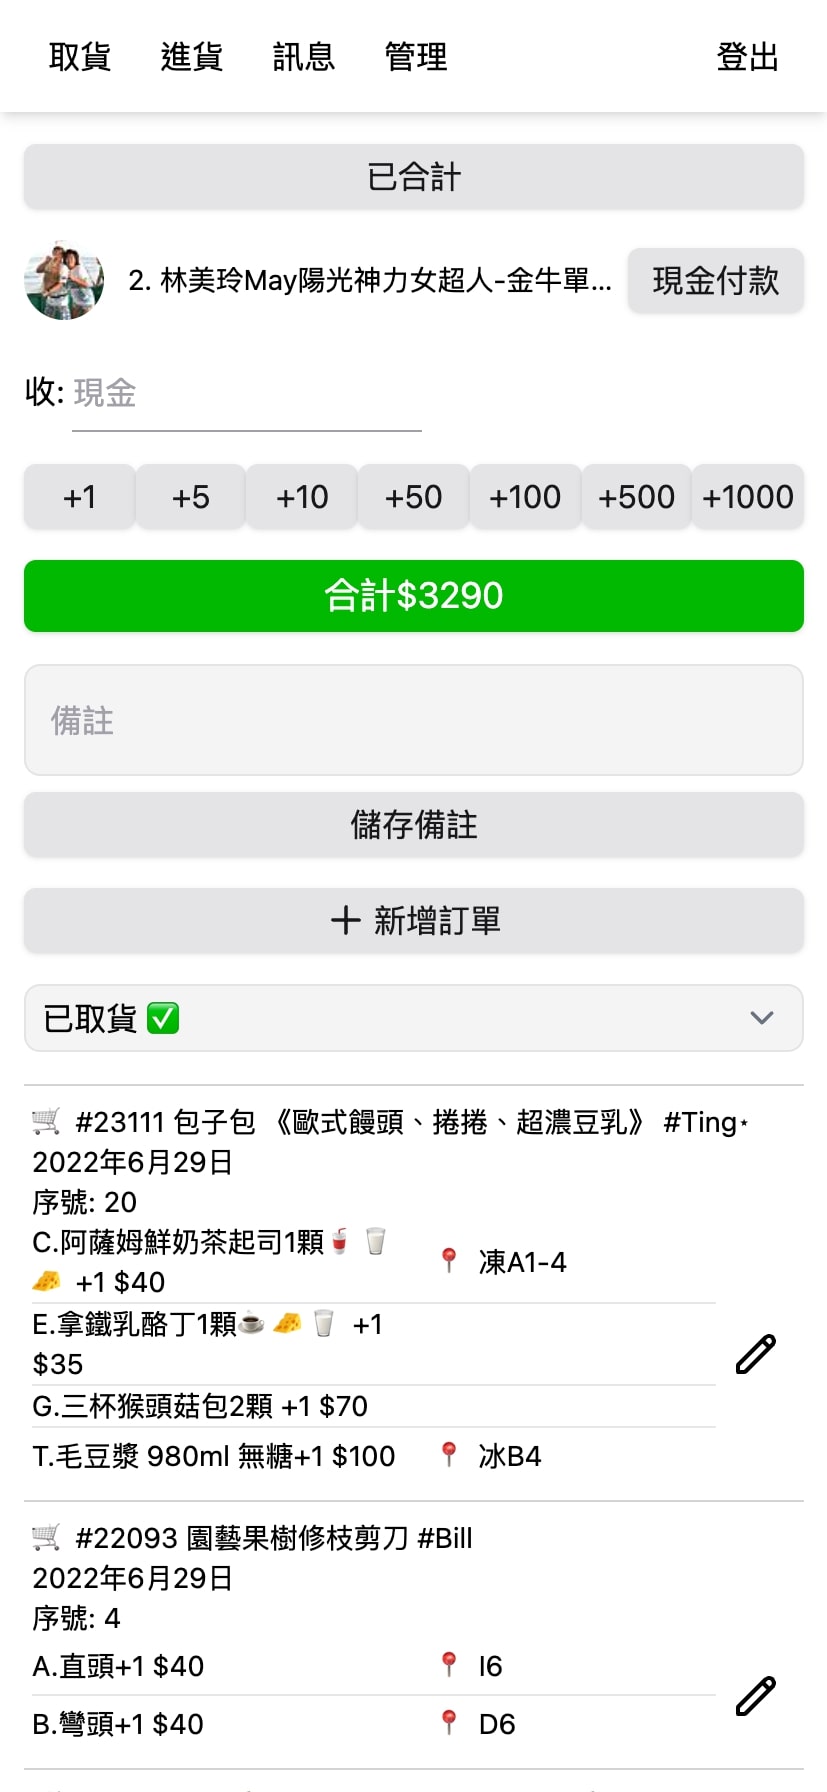 取貨 進貨 訊息 管理 登出
已合計
2. 林美玲May陽光神力女超人-金牛單... 現金付款
收: 現金
+1 +5 +10 +50 +100 +500 +1000
合計$3290
備註
儲存備註
+ 新增訂單
已取貨 ✅
🛒 #23111 包子包 《歐式饅頭、捲捲、超濃豆乳》 #Ting⋆
2022年6月29日
序號: 20
C.阿薩姆鮮奶茶起司1顆🥤🥛
🧀 +1 $40 📍 凍A1-4
E.拿鐵乳酪丁1顆☕🧀🥛 +1
$35
G.三杯猴頭菇包2顆 +1 $70
T.毛豆漿 980ml 無糖+1 $100 📍 冰B4
🛒 #22093 園藝果樹修枝剪刀 #Bill
2022年6月29日
序號: 4
A.直頭+1 $40 📍 I6
B.彎頭+1 $40 📍 D6